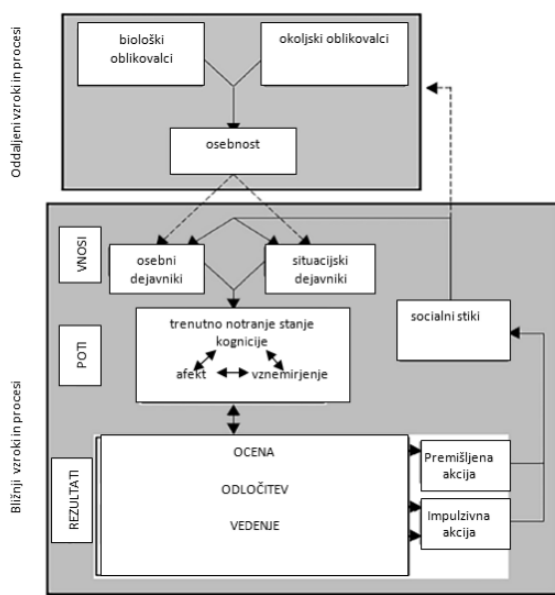 Oddaljeni vzroki in procesi
biološki
oblikovalci
okoljski oblikovalci
osebnost
Bližnji vzroki in procesi
VNOSI
osebni
dejavniki
situacijski
dejavniki
POTI
trenutno notranje stanje
kognicije
afekt
vznemirjenje
socialni stiki
REZULTATI
OCENA
ODLOČITEV
VEDENJE
Premišljena
akcija
Impulzivna
akcija